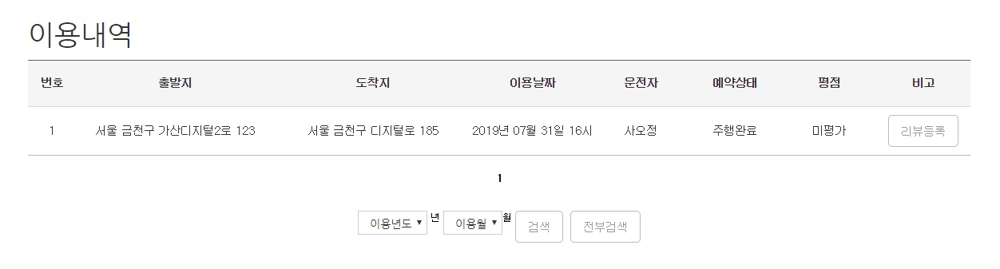 이용내역
번호 출발지 도착지 이용날짜 운전자 예약상태 평점 비고
1 서울 금천구 가산디지털2로 123 서울 금천구 디지털로 185 2019년 07월 31일 16시 사오정 주행완료 미평가 리뷰등록
1
이용년도 년 이용월 월 검색 전부검색